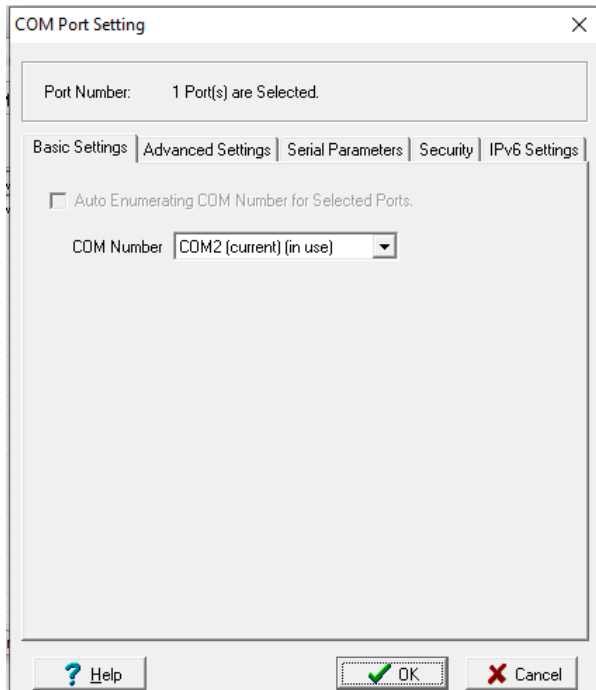 COM Port Setting
Port Number: 1 Port(s) are Selected.
Basic Settings Advanced Settings Serial Parameters Security IPv6 Settings
Auto Enumerating COM Number for Selected Ports.
COM Number COM2 (current) (in use)
? Help OK Cancel